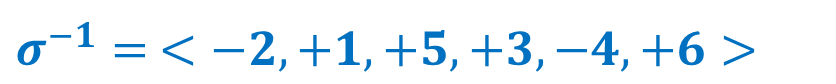 σ⁻¹ = < −2, +1, +5, +3, −4, +6 >